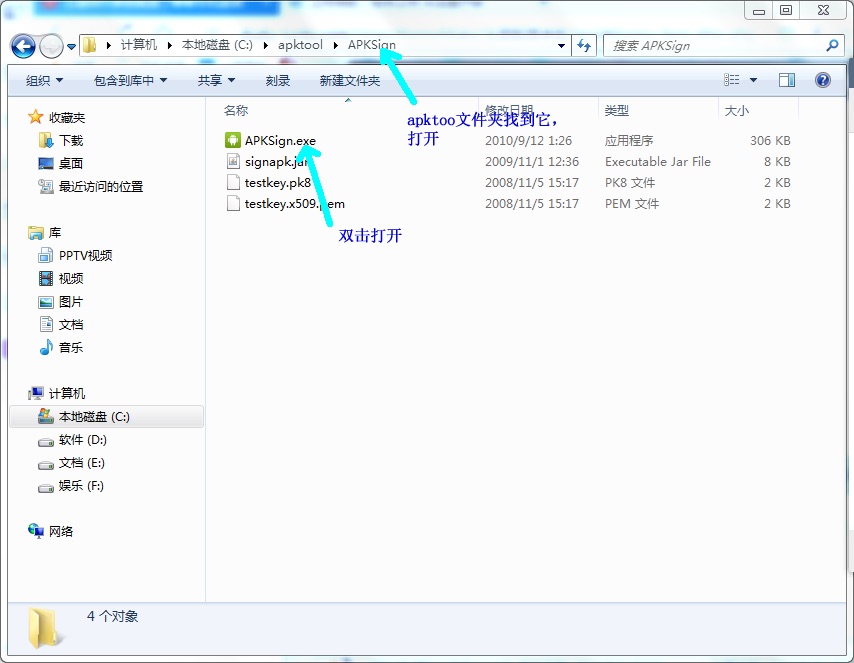 计算机 本地磁盘 (C:) apktool APKSign
搜索 APKSign
组织 包含到库中 共享 刻录 新建文件夹
名称 修改日期 类型 大小
apktoo文件夹找到它，
打开
APKSign.exe 2010/9/12 1:26 应用程序 306 KB
signapk.jar 2009/11/1 12:36 Executable Jar File 8 KB
testkey.pk8 2008/11/5 15:17 PK8 文件 2 KB
testkey.x509.pem 2008/11/5 15:17 PEM 文件 2 KB
双击打开
收藏夹
下载
桌面
最近访问的位置
库
PPTV视频
视频
图片
文档
音乐
计算机
本地磁盘 (C:)
软件 (D:)
文档 (E:)
娱乐 (F:)
网络
4 个对象